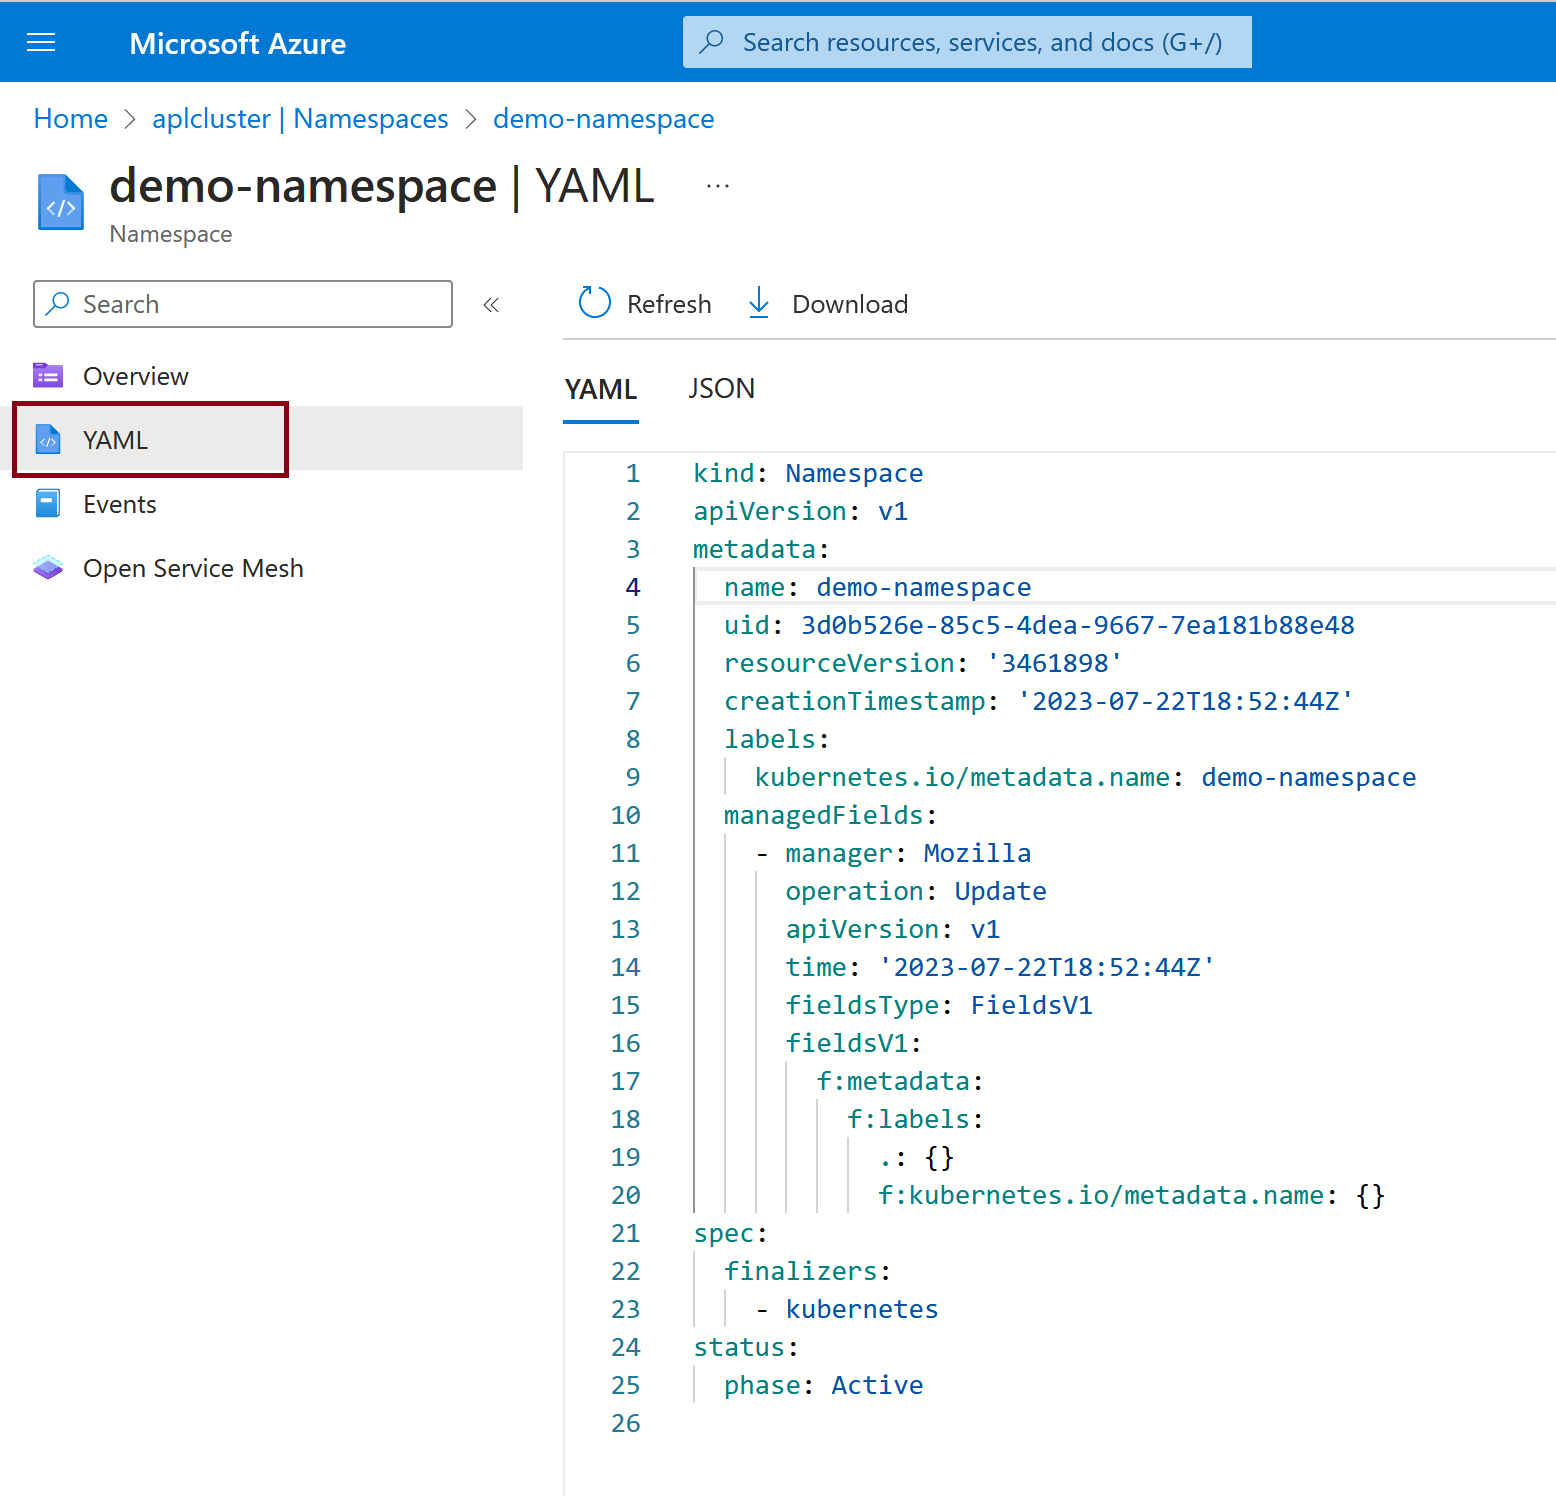 Microsoft Azure
Search resources, services, and docs (G+/)
Home > aplcluster | Namespaces > demo-namespace
demo-namespace | YAML ...
Namespace
Search «
Refresh Download
Overview
YAML
Events
Open Service Mesh
YAML JSON
1 kind: Namespace
2 apiVersion: v1
3 metadata:
4 name: demo-namespace
5 uid: 3d0b526e-85c5-4dea-9667-7ea181b88e48
6 resourceVersion: '3461898'
7 creationTimestamp: '2023-07-22T18:52:44Z'
8 labels:
9 kubernetes.io/metadata.name: demo-namespace
10 managedFields:
11 - manager: Mozilla
12 operation: Update
13 apiVersion: v1
14 time: '2023-07-22T18:52:44Z'
15 fieldsType: FieldsV1
16 fieldsV1:
17 f:metadata:
18 f:labels:
19 .: {}
20 f:kubernetes.io/metadata.name: {}
21 spec:
22 finalizers:
23 - kubernetes
24 status:
25 phase: Active
26